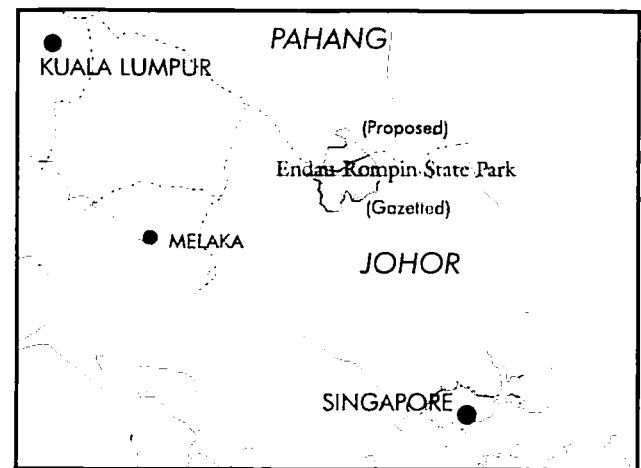 PAHANG
KUALA LUMPUR
(Proposed)
Endau-Rompin State Park
(Gazetted)
MELAKA
JOHOR
SINGAPORE